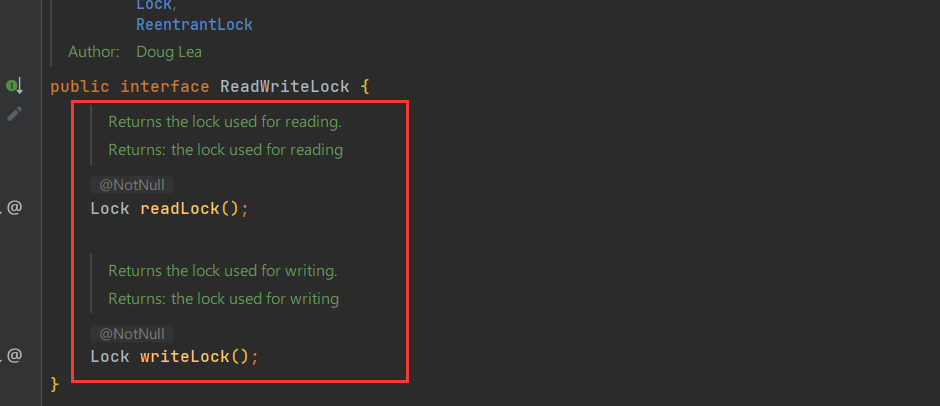 Lock,
ReentrantLock
Author: Doug Lea
public interface ReadWriteLock {
Returns the lock used for reading.
Returns: the lock used for reading
@NotNull
@ Lock readLock();
Returns the lock used for writing.
Returns: the lock used for writing
@NotNull
@ Lock writeLock();
}